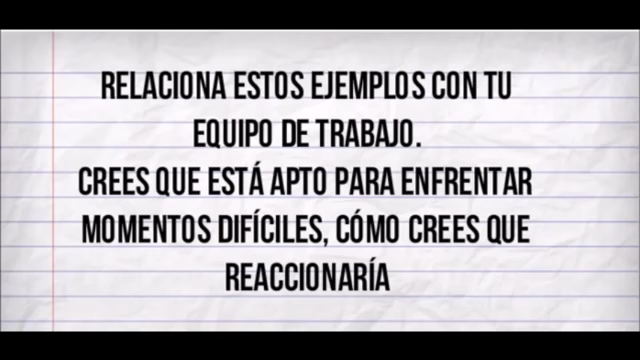 RELACIONA ESTOS EJEMPLOS CON TU
EQUIPO DE TRABAJO.
CREES QUE ESTÁ APTO PARA ENFRENTAR
MOMENTOS DIFÍCILES, CÓMO CREES QUE
REACCIONARÍA